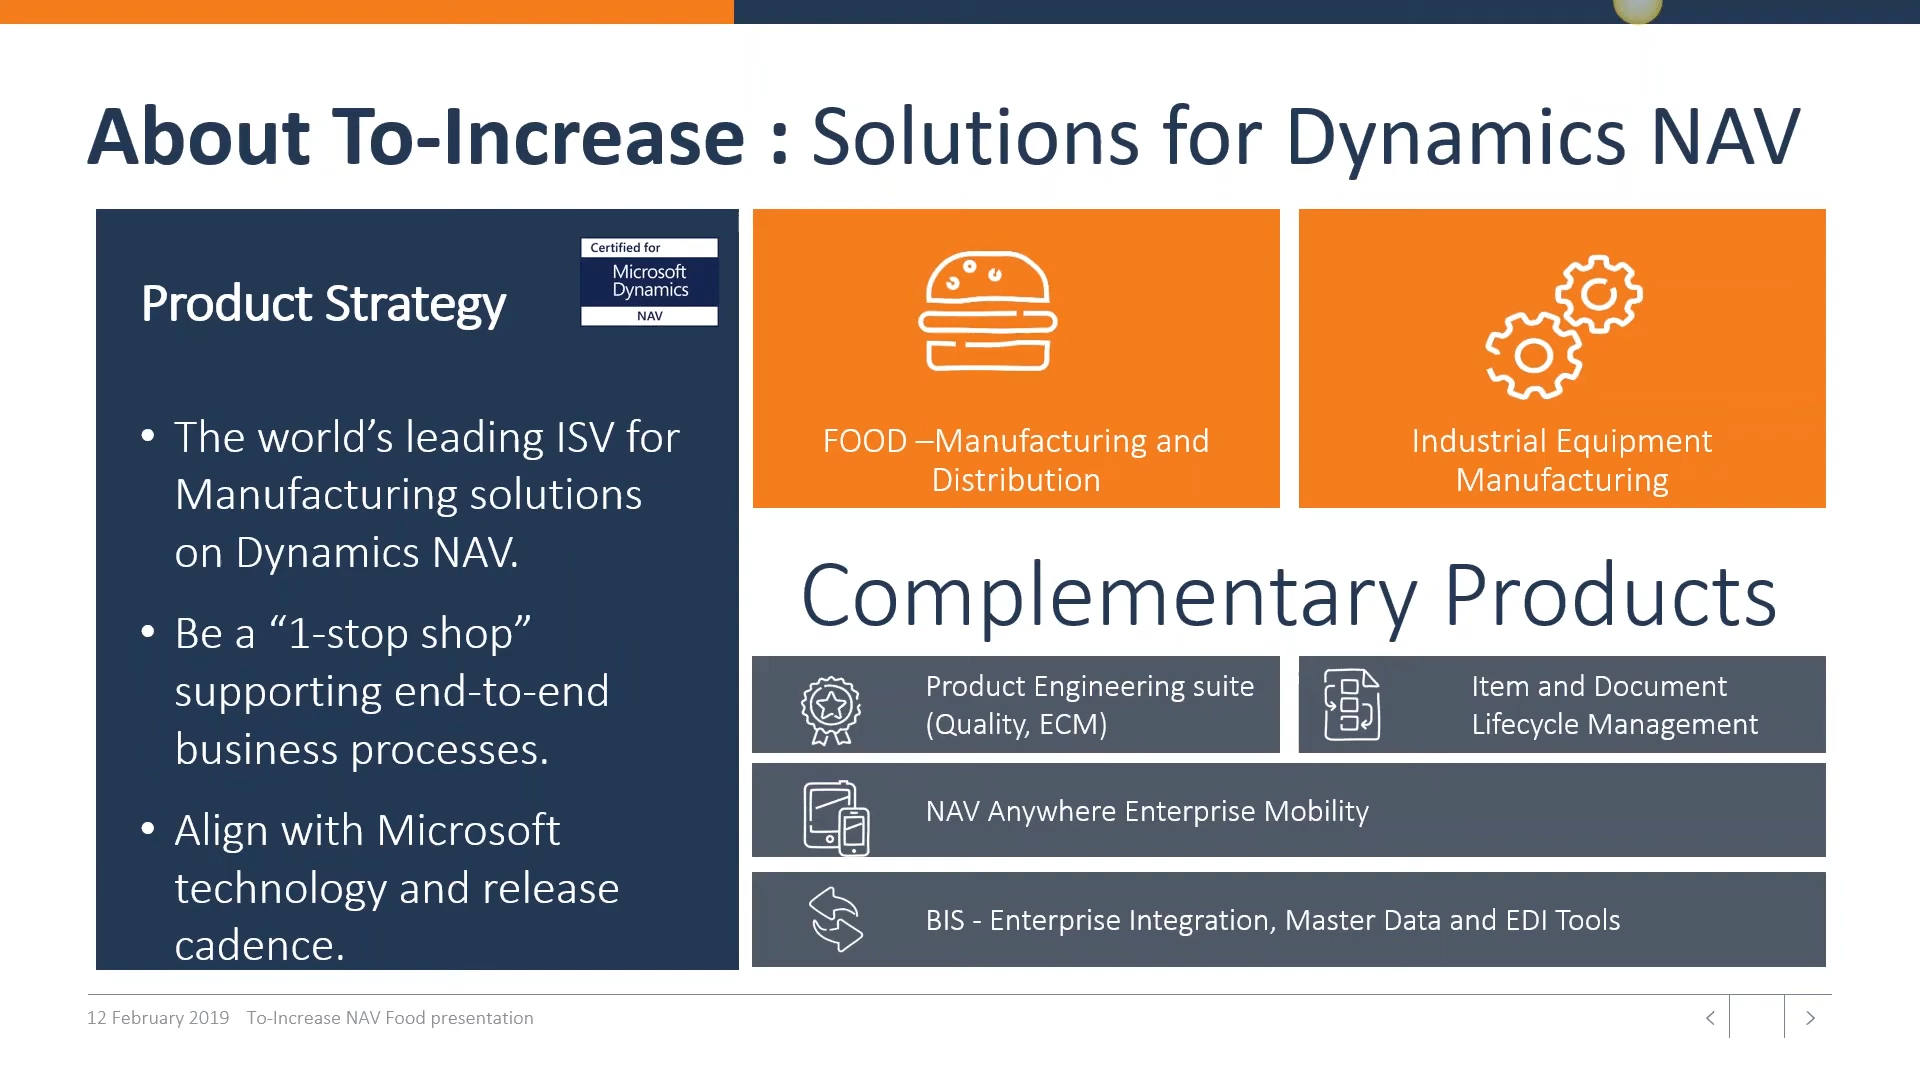 About To-Increase : Solutions for Dynamics NAV
Product Strategy
Certified for
Microsoft
Dynamics
NAV
• The world’s leading ISV for
Manufacturing solutions
on Dynamics NAV.
• Be a “1-stop shop”
supporting end-to-end
business processes.
• Align with Microsoft
technology and release
cadence.
FOOD –Manufacturing and
Distribution
Industrial Equipment
Manufacturing
Complementary Products
Product Engineering suite
(Quality, ECM)
Item and Document
Lifecycle Management
NAV Anywhere Enterprise Mobility
BIS - Enterprise Integration, Master Data and EDI Tools
12 February 2019 To-Increase NAV Food presentation